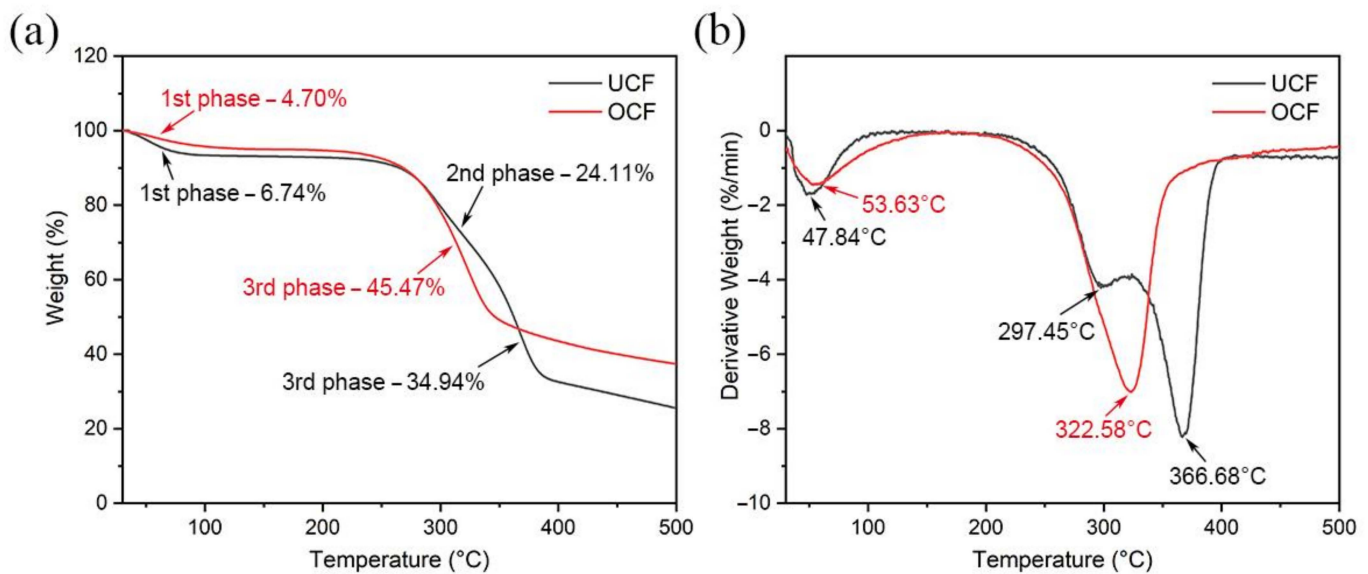 (a)
120
100
80
60
40
20
0
Weight (%)
100
200
300
400
500
Temperature (°C)
UCF
OCF
1st phase – 4.70%
1st phase – 6.74%
2nd phase – 24.11%
3rd phase – 45.47%
3rd phase – 34.94%
(b)
0
−2
−4
−6
−8
−10
Derivative Weight (%/min)
100
200
300
400
500
Temperature (°C)
UCF
OCF
53.63°C
47.84°C
297.45°C
322.58°C
366.68°C